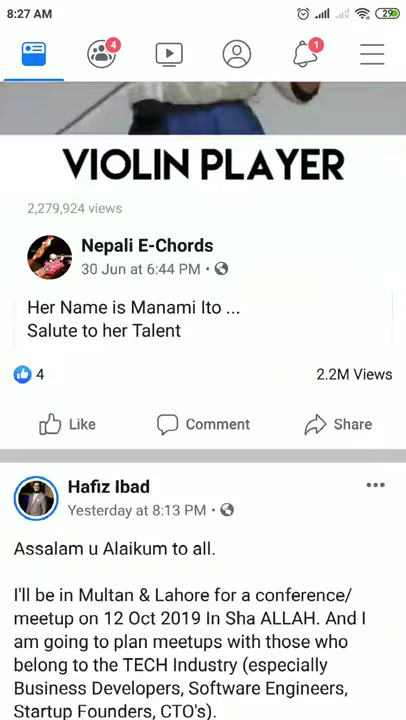 8:27 AM
29
4
1
VIOLIN PLAYER
2,279,924 views
Nepali E-Chords
30 Jun at 6:44 PM •
Her Name is Manami Ito ...
Salute to her Talent
4
2.2M Views
Like
Comment
Share
Hafiz Ibad
Yesterday at 8:13 PM •
Assalam u Alaikum to all.
I'll be in Multan & Lahore for a conference/
meetup on 12 Oct 2019 In Sha ALLAH. And I
am going to plan meetups with those who
belong to the TECH Industry (especially
Business Developers, Software Engineers,
Startup Founders, CTO's).